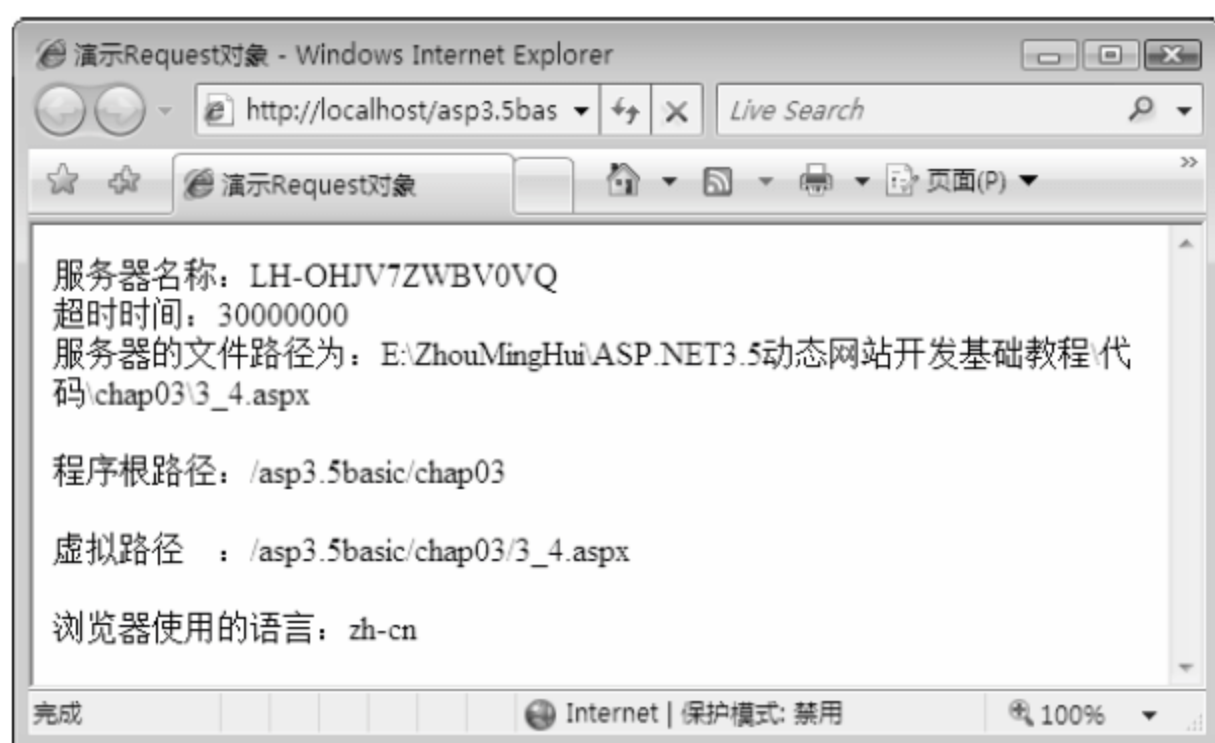 演示Request对象 - Windows Internet Explorer
http://localhost/asp3.5bas
Live Search
演示Request对象
页面(P)
服务器名称：LH-OHJV7ZWBV0VQ
超时时间：30000000
服务器的文件路径为：E:\ZhouMingHui\ASP.NET3.5动态网站开发基础教程\代
码\chap03\3_4.aspx
程序根路径：/asp3.5basic/chap03
虚拟路径 ：/asp3.5basic/chap03/3_4.aspx
浏览器使用的语言：zh-cn
完成
Internet | 保护模式: 禁用
100%